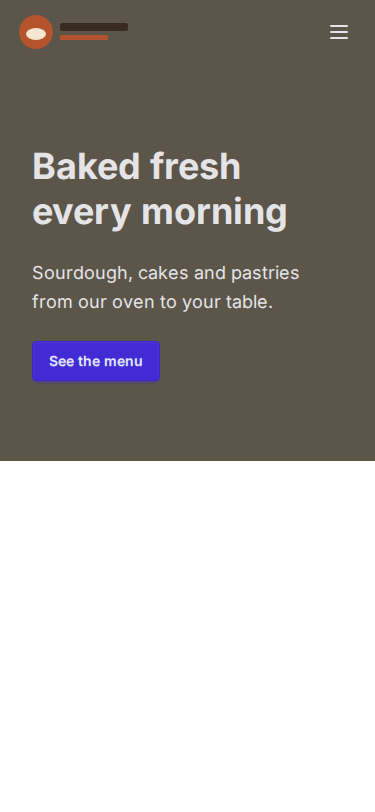 Baked fresh
every morning
Sourdough, cakes and pastries
from our oven to your table.
See the menu